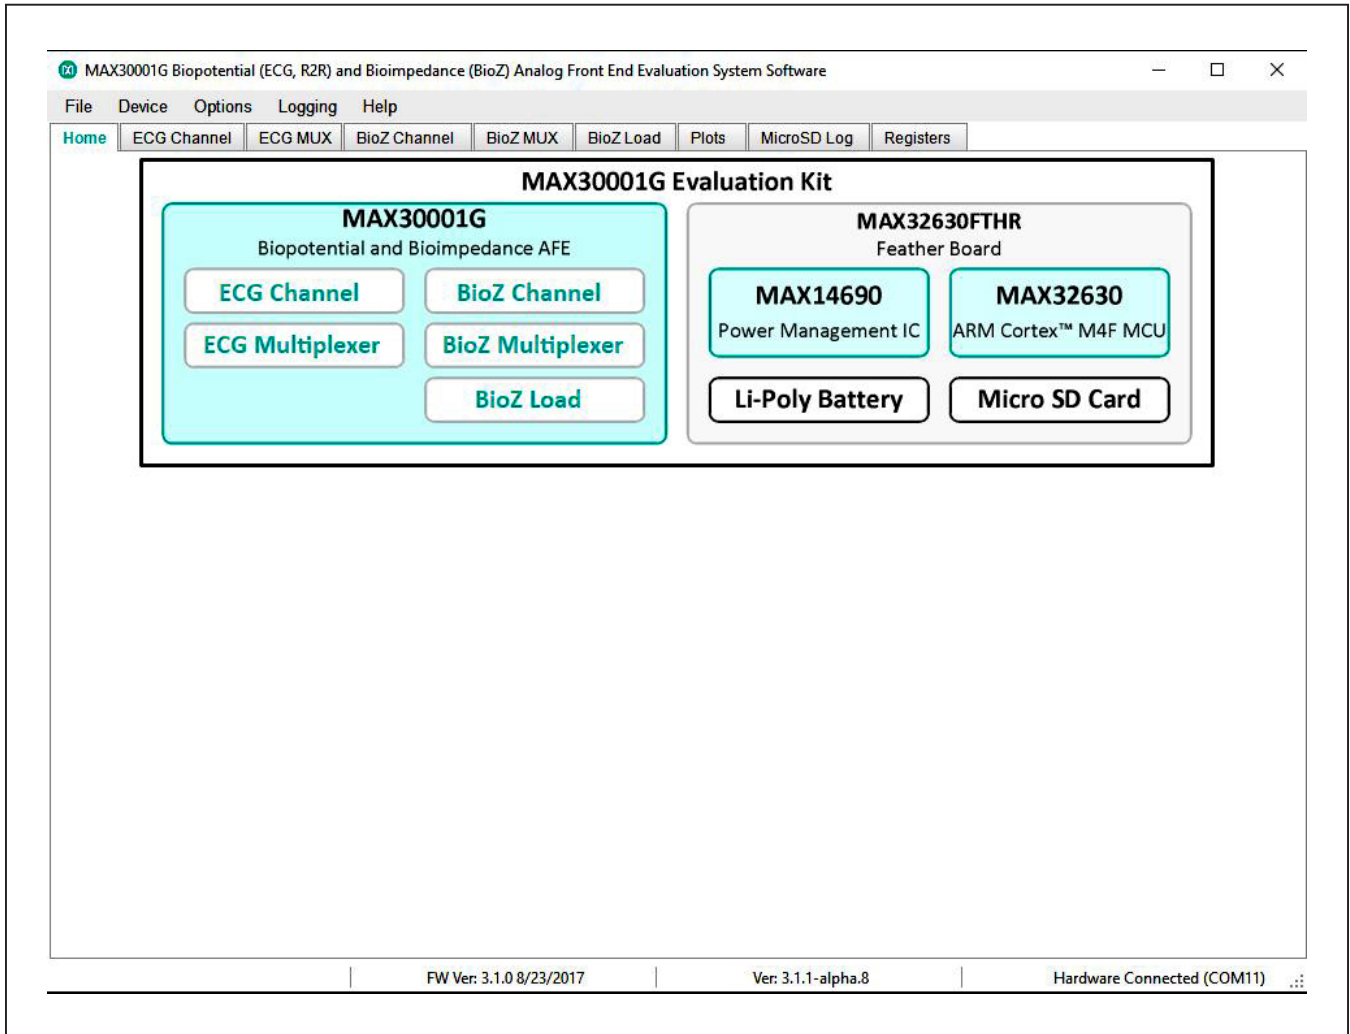 MAX30001G Biopotential (ECG, R2R) and Bioimpedance (BioZ) Analog Front End Evaluation System Software
File Device Options Logging Help
Home ECG Channel ECG MUX BioZ Channel BioZ MUX BioZ Load Plots MicroSD Log Registers
MAX30001G Evaluation Kit
MAX30001G
Biopotential and Bioimpedance AFE
ECG Channel BioZ Channel
ECG Multiplexer BioZ Multiplexer
BioZ Load
MAX32630FTHR
Feather Board
MAX14690
Power Management IC
MAX32630
ARM Cortex™ M4F MCU
Li-Poly Battery Micro SD Card
FW Ver: 3.1.0 8/23/2017 Ver: 3.1.1-alpha.8 Hardware Connected (COM11)